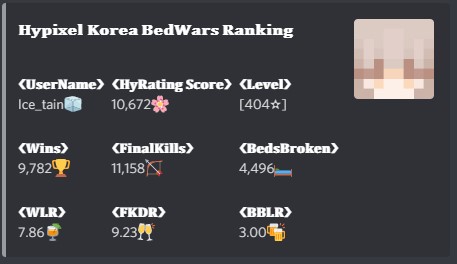 Hypixel Korea BedWars Ranking
<UserName> <HyRating Score> <Level>
Ice_tain🧊 10,672🌸 [404☆]
<Wins> <FinalKills> <BedsBroken>
9,782🏆 11,158🏹 4,496🛏️
<WLR> <FKDR> <BBLR>
7.86🍹 9.23🥂 3.00🍻